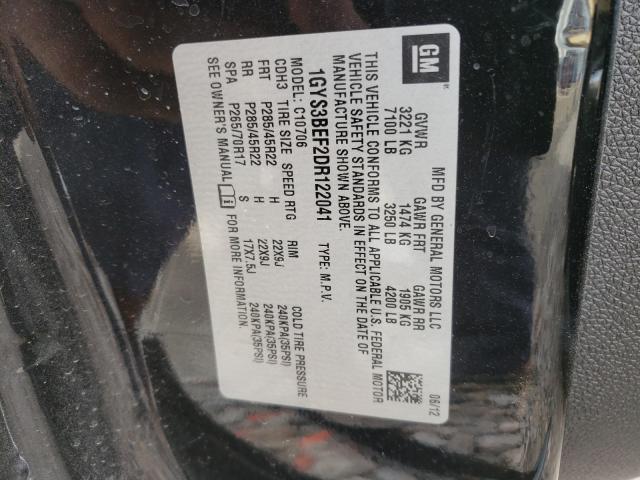 GM
MFD BY GENERAL MOTORS LLC
06/12
GVWR GAWR FRT GAWR RR
3221 KG 1474 KG 1905 KG
7100 LB 3250 LB 4200 LB
THIS VEHICLE CONFORMS TO ALL APPLICABLE U.S. FEDERAL MOTOR
VEHICLE SAFETY STANDARDS IN EFFECT ON THE DATE OF
MANUFACTURE SHOWN ABOVE.
1GYS3BEF2DR122041 TYPE: M.P.V.
MODEL: C10706
CDH3 TIRE SIZE SPEED RTG RIM COLD TIRE PRESSURE
FRT P285/45R22 H 22X9J 240KPA(35PSI)
RR P285/45R22 H 22X9J 240KPA(35PSI)
SPA P265/70R17 S 17X7.5J 240KPA(35PSI)
SEE OWNER'S MANUAL FOR MORE INFORMATION.